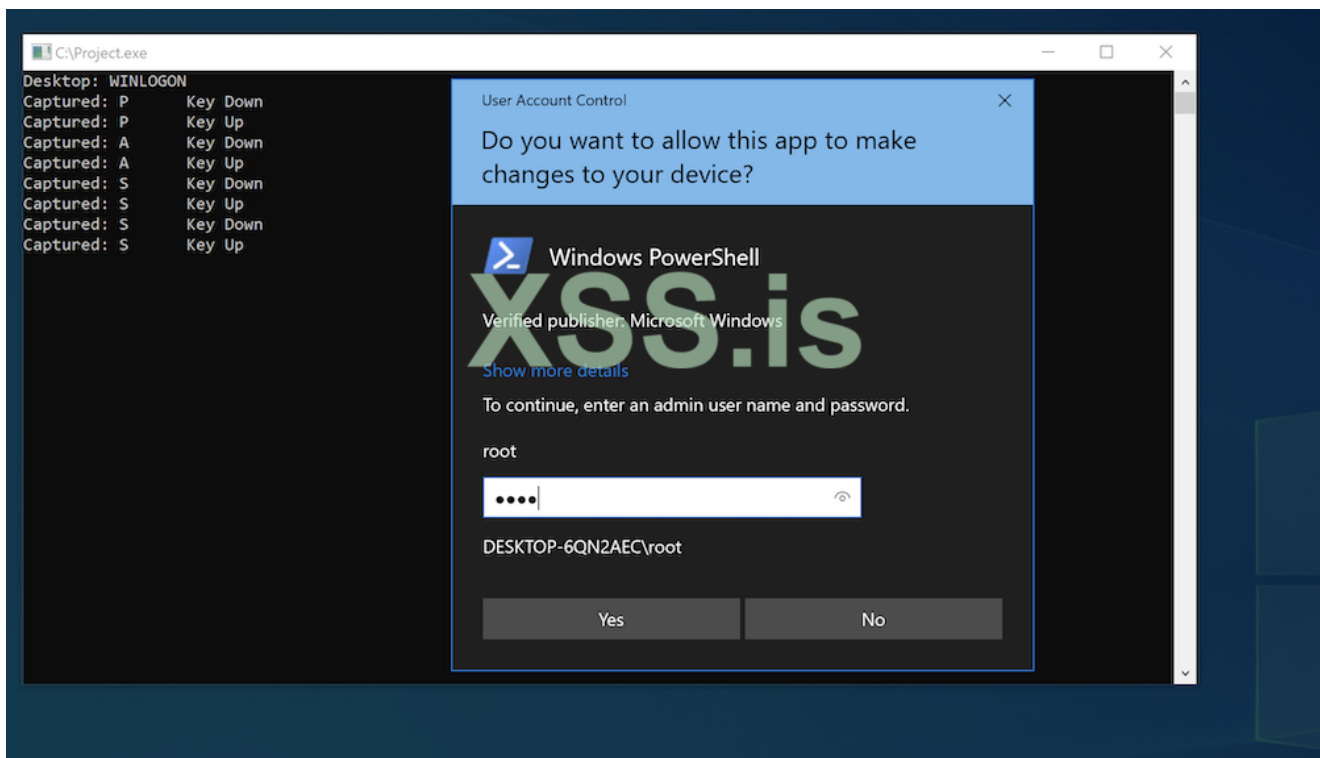 C:\Project.exe
Desktop: WINLOGON
Captured: P Key Down
Captured: P Key Up
Captured: A Key Down
Captured: A Key Up
Captured: S Key Down
Captured: S Key Up
Captured: S Key Down
Captured: S Key Up
User Account Control
Do you want to allow this app to make
changes to your device?
Windows PowerShell
XSS.is
Verified publisher: Microsoft Windows
Show more details
To continue, enter an admin user name and password.
root
DESKTOP-6QN2AEC\root
Yes No